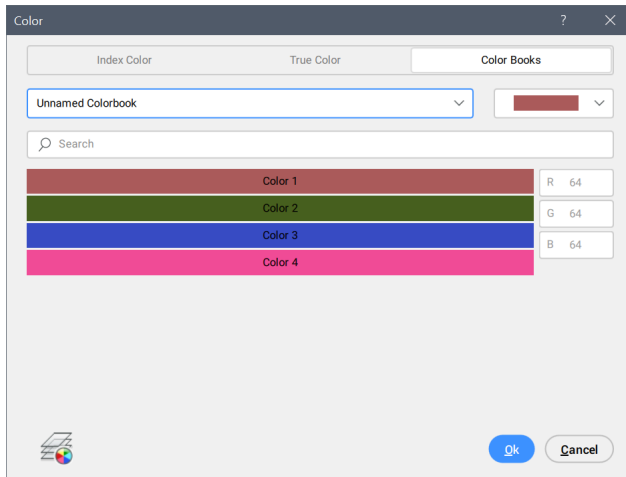 Color ?
Index Color True Color Color Books
Unnamed Colorbook
Search
Color 1
R 64
Color 2
G 64
Color 3
B 64
Color 4
Ok Cancel